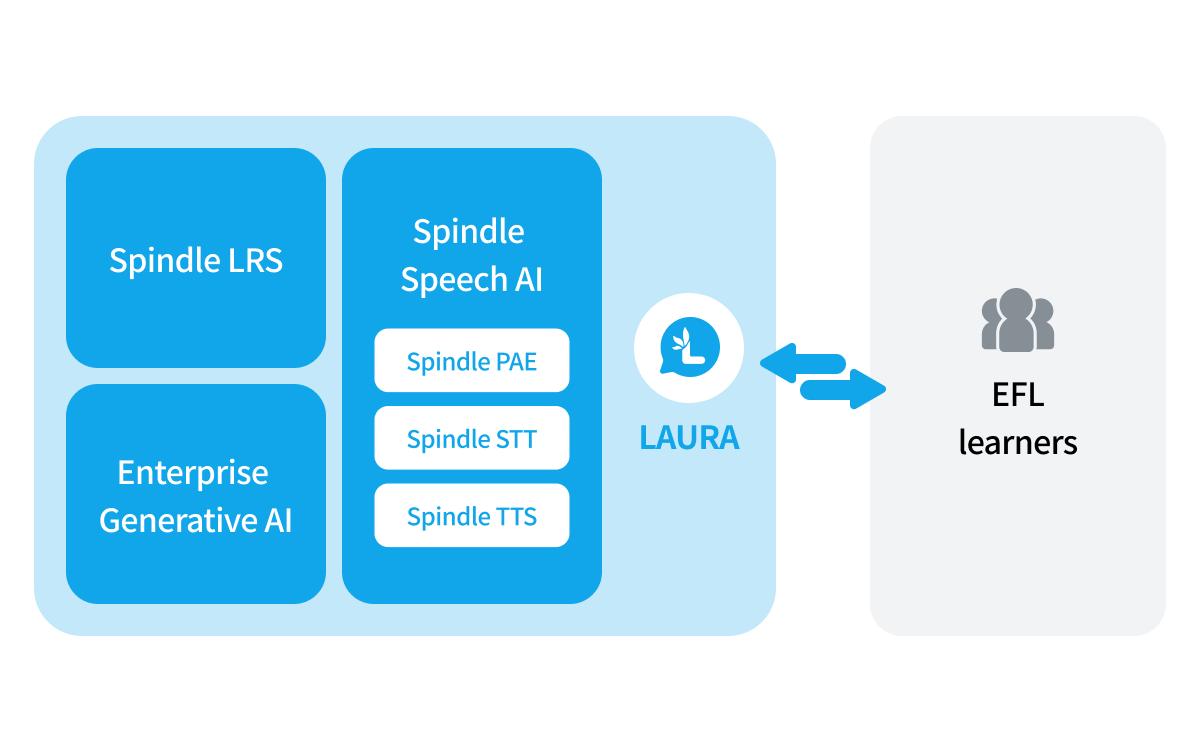 Spindle LRS
Enterprise
Generative AI
Spindle
Speech AI
Spindle PAE
Spindle STT
Spindle TTS
LAURA
EFL
learners